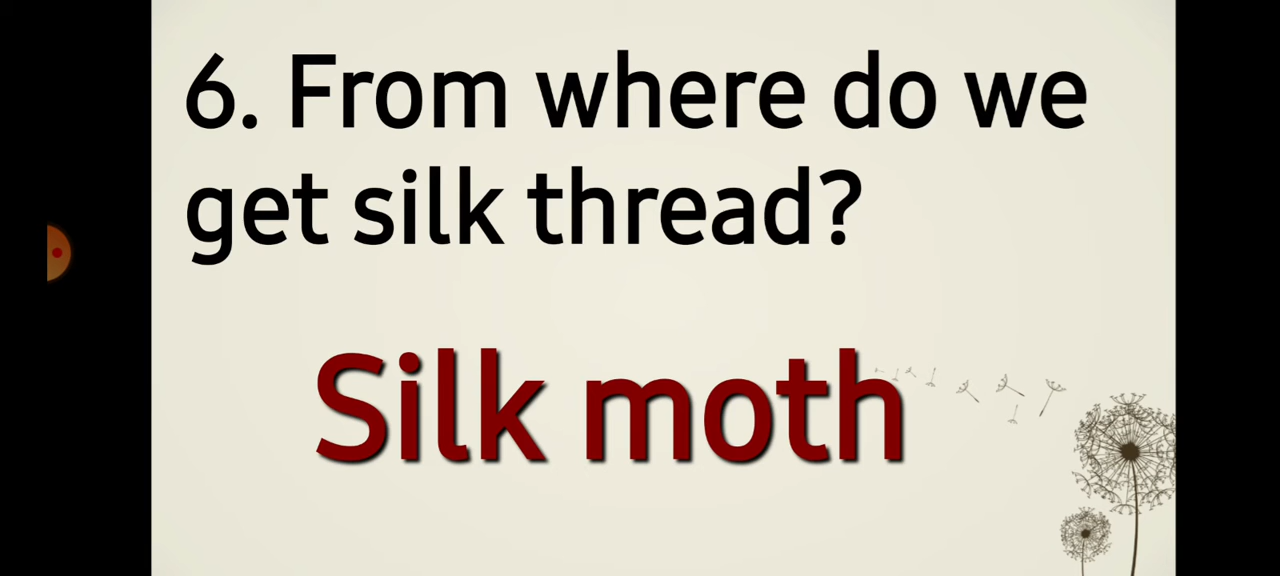 6. From where do we
get silk thread?
Silk moth